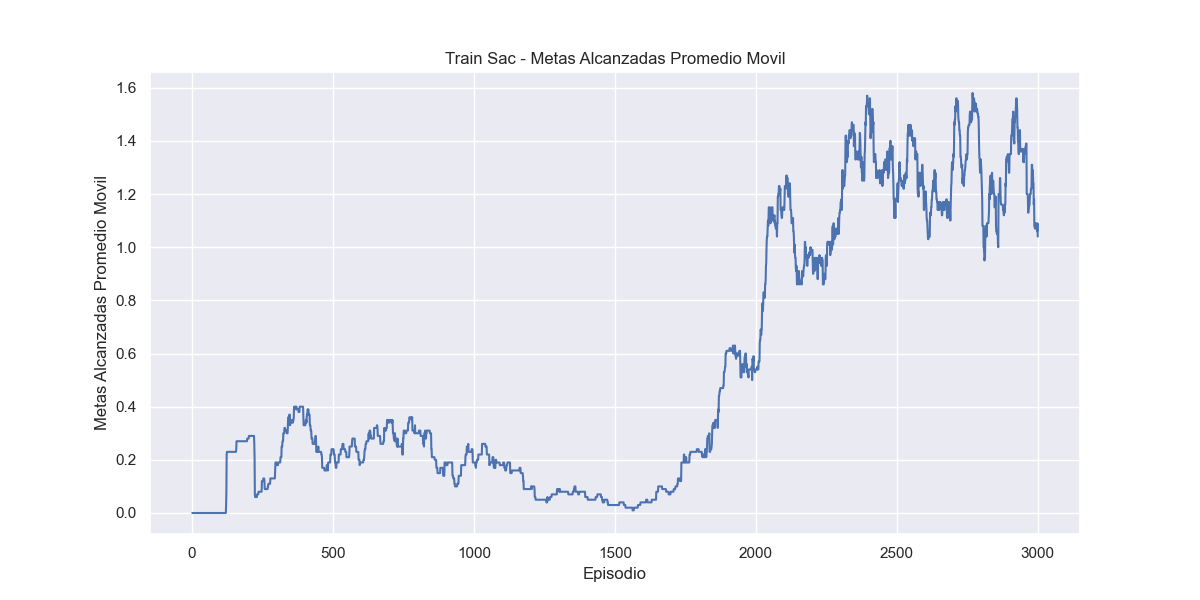 Train Sac - Metas Alcanzadas Promedio Movil
1.6
1.4
1.2
1.0
0.8
0.6
0.4
0.2
0.0
Metas Alcanzadas Promedio Movil
0 500 1000 1500 2000 2500 3000
Episodio